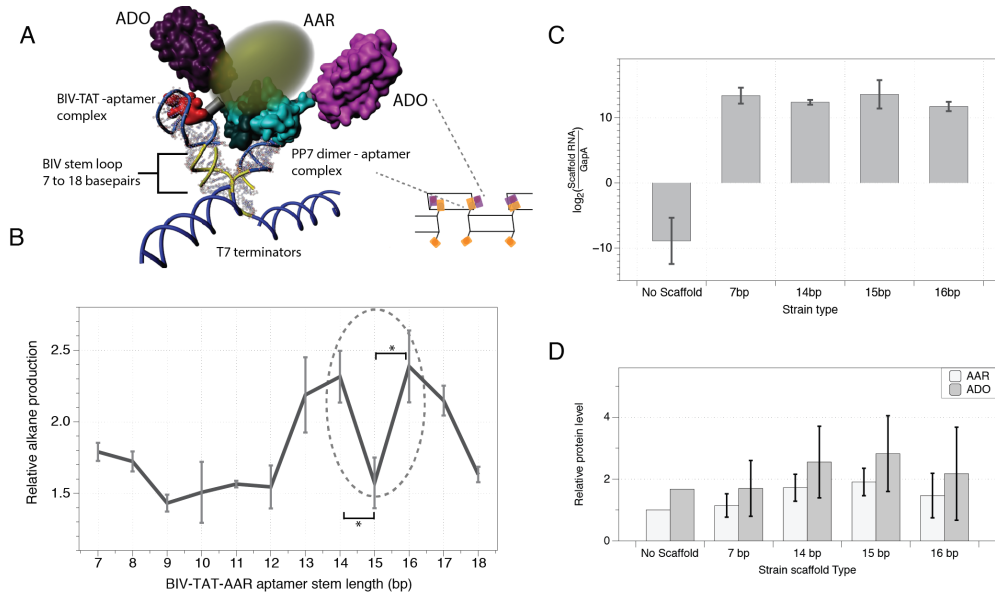 A
ADO
AAR
ADO
BIV-TAT -aptamer
complex
BIV stem loop
7 to 18 basepairs
PP7 dimer - aptamer
complex
T7 terminators
B
Relative alkane production
2.5
2.0
1.5
*
*
7 8 9 10 11 12 13 14 15 16 17 18
BIV-TAT-AAR aptamer stem length (bp)
C
log2(Scaffold RNA/GapA)
10
0
−10
No Scaffold 7bp 14bp 15bp 16bp
Strain type
D
AAR
ADO
Relative protein level
4
2
0
No Scaffold 7 bp 14 bp 15 bp 16 bp
Strain scaffold Type